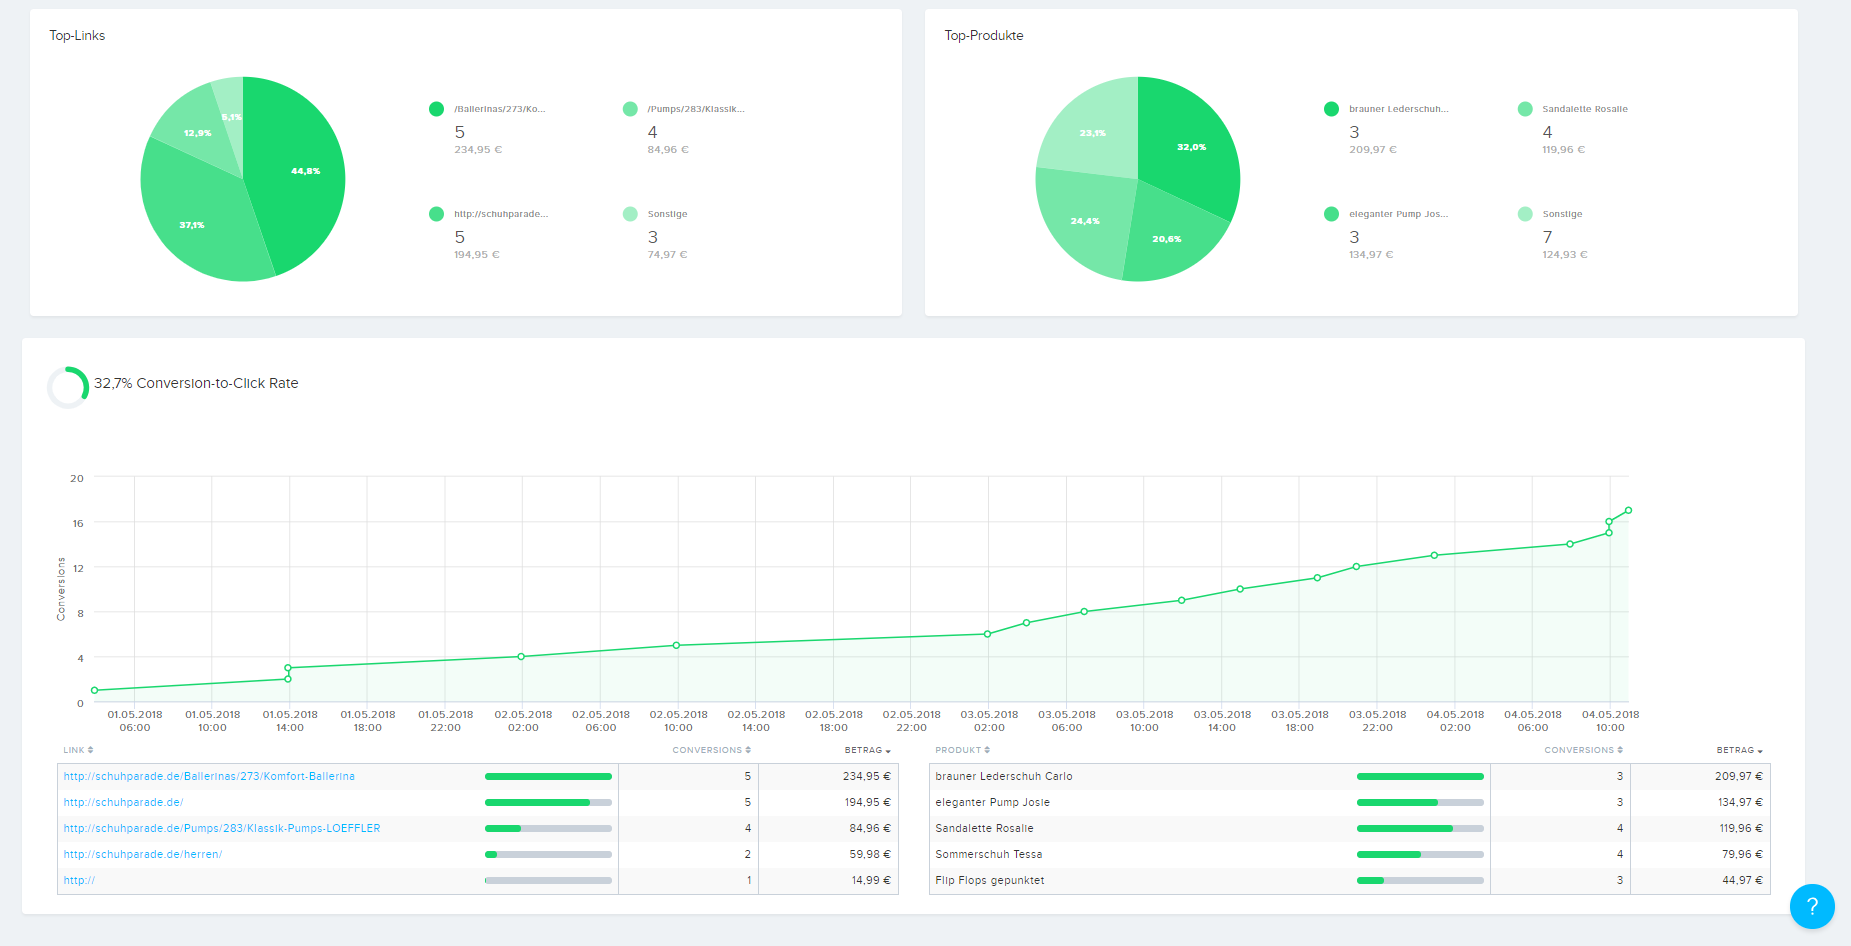 Top-Links
44,8%
37,1%
12,9%
5,1%
/Ballerinas/273/Ko...
5
234,95 €
/Pumps/283/Klassik...
4
84,96 €
http://schuhparade...
5
194,95 €
Sonstige
3
74,97 €
Top-Produkte
32,0%
20,6%
24,4%
23,1%
brauner Lederschuh...
3
209,97 €
Sandalette Rosalie
4
119,96 €
eleganter Pump Jos...
3
134,97 €
Sonstige
7
124,93 €
32,7% Conversion-to-Click Rate
Conversions
20
16
12
8
4
0
01.05.2018 06:00
01.05.2018 10:00
01.05.2018 14:00
01.05.2018 18:00
01.05.2018 22:00
02.05.2018 02:00
02.05.2018 06:00
02.05.2018 10:00
02.05.2018 14:00
02.05.2018 18:00
02.05.2018 22:00
03.05.2018 02:00
03.05.2018 06:00
03.05.2018 10:00
03.05.2018 14:00
03.05.2018 18:00
03.05.2018 22:00
04.05.2018 02:00
04.05.2018 06:00
04.05.2018 10:00
LINK CONVERSIONS BETRAG
http://schuhparade.de/Ballerinas/273/Komfort-Ballerina 5 234,95 €
http://schuhparade.de/ 5 194,95 €
http://schuhparade.de/Pumps/283/Klassik-Pumps-LOEFFLER 4 84,96 €
http://schuhparade.de/herren/ 2 59,98 €
http:// 1 14,99 €
PRODUKT CONVERSIONS BETRAG
brauner Lederschuh Carlo 3 209,97 €
eleganter Pump Josie 3 134,97 €
Sandalette Rosalie 4 119,96 €
Sommerschuh Tessa 4 79,96 €
Flip Flops gepunktet 3 44,97 €
?